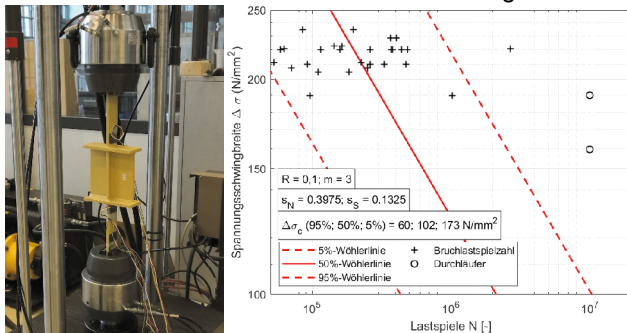 250
200
150
100
Spannungsschwingbreite Δ σ (N/mm²)
R = 0,1; m = 3
s_N = 0.3975; s_S = 0.1325
Δσ_c (95%; 50%; 5%) = 60; 102; 173 N/mm²
5%-Wöhlerlinie
50%-Wöhlerlinie
95%-Wöhlerlinie
Bruchlastspielzahl
Durchläufer
10⁵
10⁶
10⁷
Lastspiele N [-]